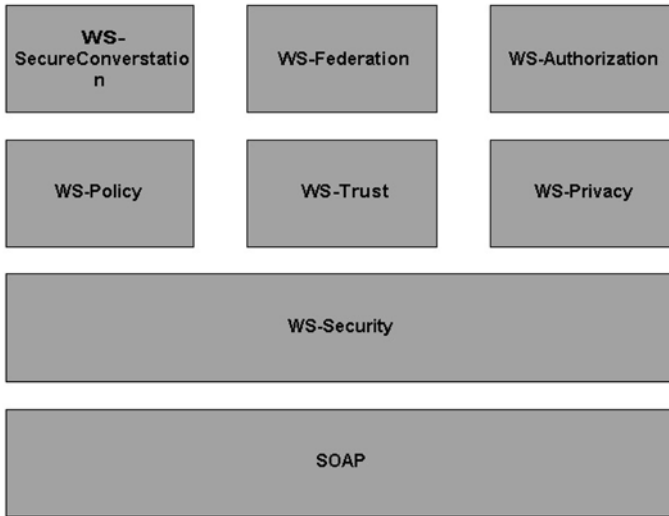 WS-
SecureConverstatio
n
WS-Federation
WS-Authorization
WS-Policy
WS-Trust
WS-Privacy
WS-Security
SOAP